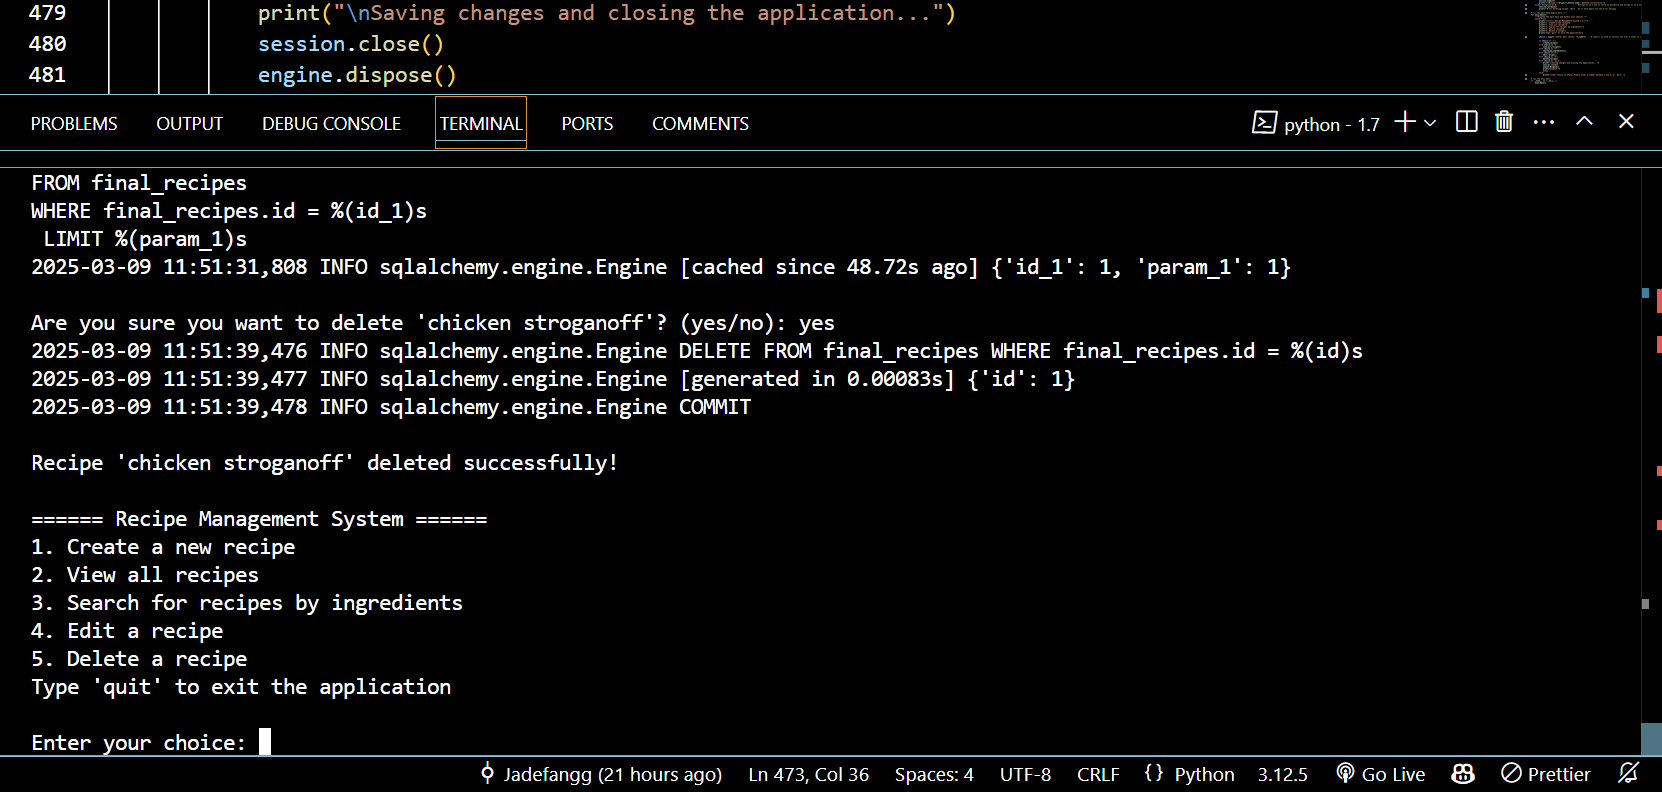 479 print("\nSaving changes and closing the application...")
480 session.close()
481 engine.dispose()
PROBLEMS OUTPUT DEBUG CONSOLE TERMINAL PORTS COMMENTS python - 1.7
FROM final_recipes
WHERE final_recipes.id = %(id_1)s
 LIMIT %(param_1)s
2025-03-09 11:51:31,808 INFO sqlalchemy.engine.Engine [cached since 48.72s ago] {'id_1': 1, 'param_1': 1}
Are you sure you want to delete 'chicken stroganoff'? (yes/no): yes
2025-03-09 11:51:39,476 INFO sqlalchemy.engine.Engine DELETE FROM final_recipes WHERE final_recipes.id = %(id)s
2025-03-09 11:51:39,477 INFO sqlalchemy.engine.Engine [generated in 0.00083s] {'id': 1}
2025-03-09 11:51:39,478 INFO sqlalchemy.engine.Engine COMMIT
Recipe 'chicken stroganoff' deleted successfully!
====== Recipe Management System ======
1. Create a new recipe
2. View all recipes
3. Search for recipes by ingredients
4. Edit a recipe
5. Delete a recipe
Type 'quit' to exit the application
Enter your choice:
Jadefangg (21 hours ago) Ln 473, Col 36 Spaces: 4 UTF-8 CRLF {} Python 3.12.5 Go Live Prettier